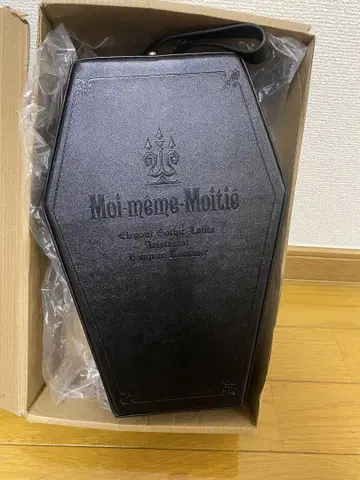 Moi-même-Moitié
Elegant Gothic Lolita
Aristocrat
Vampire Romance